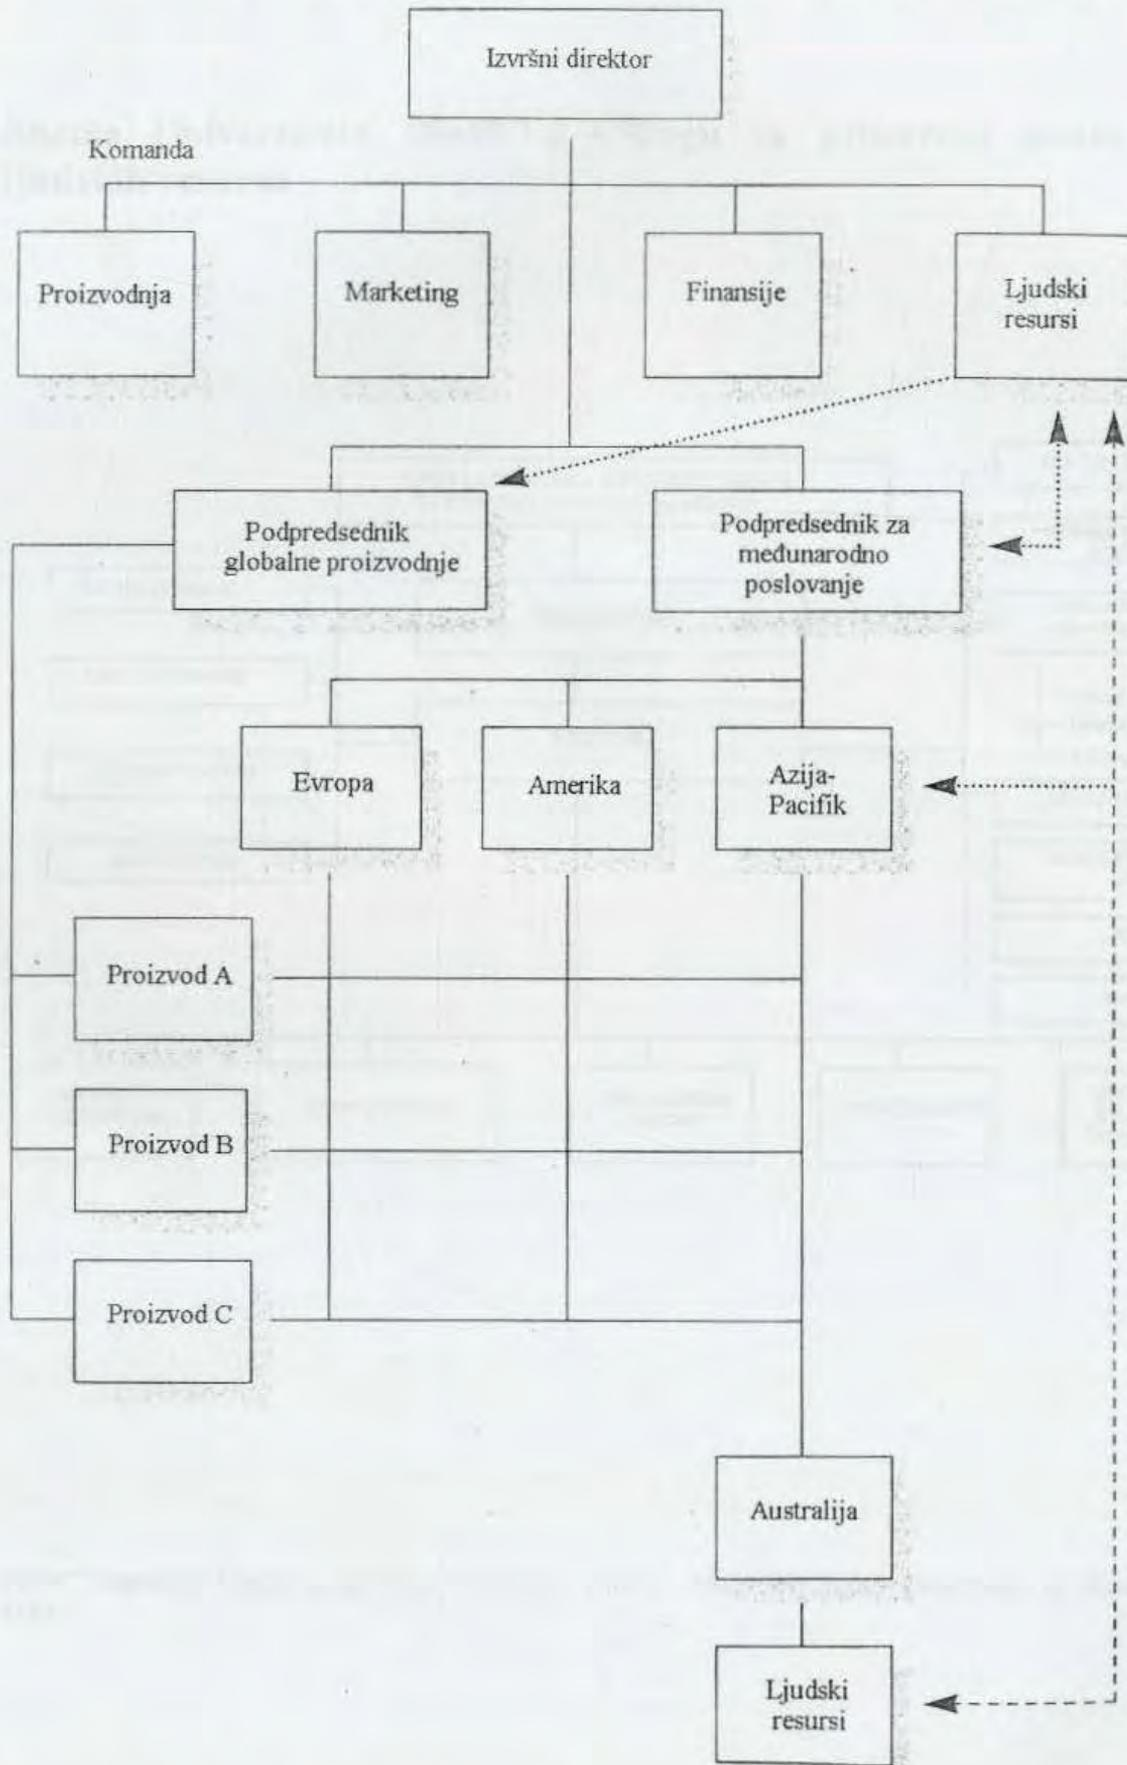 Izvršni direktor
Komanda
Proizvodnja
Marketing
Finansije
Ljudski
resursi
Podpredsednik
globalne proizvodnje
Podpredsednik za
međunarodno
poslovanje
Evropa
Amerika
Azija-
Pacifik
Proizvod A
Proizvod B
Proizvod C
Australija
Ljudski
resursi